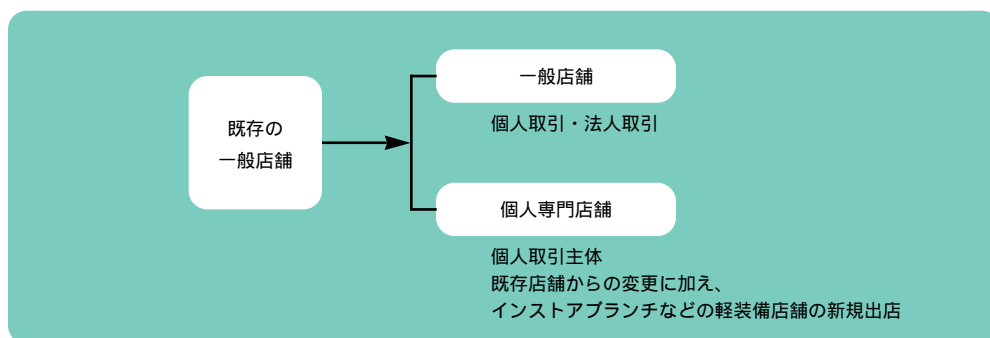 既存の
一般店舗
一般店舗
個人取引・法人取引
個人専門店舗
個人取引主体
既存店舗からの変更に加え、
インストアブランチなどの軽装備店舗の新規出店